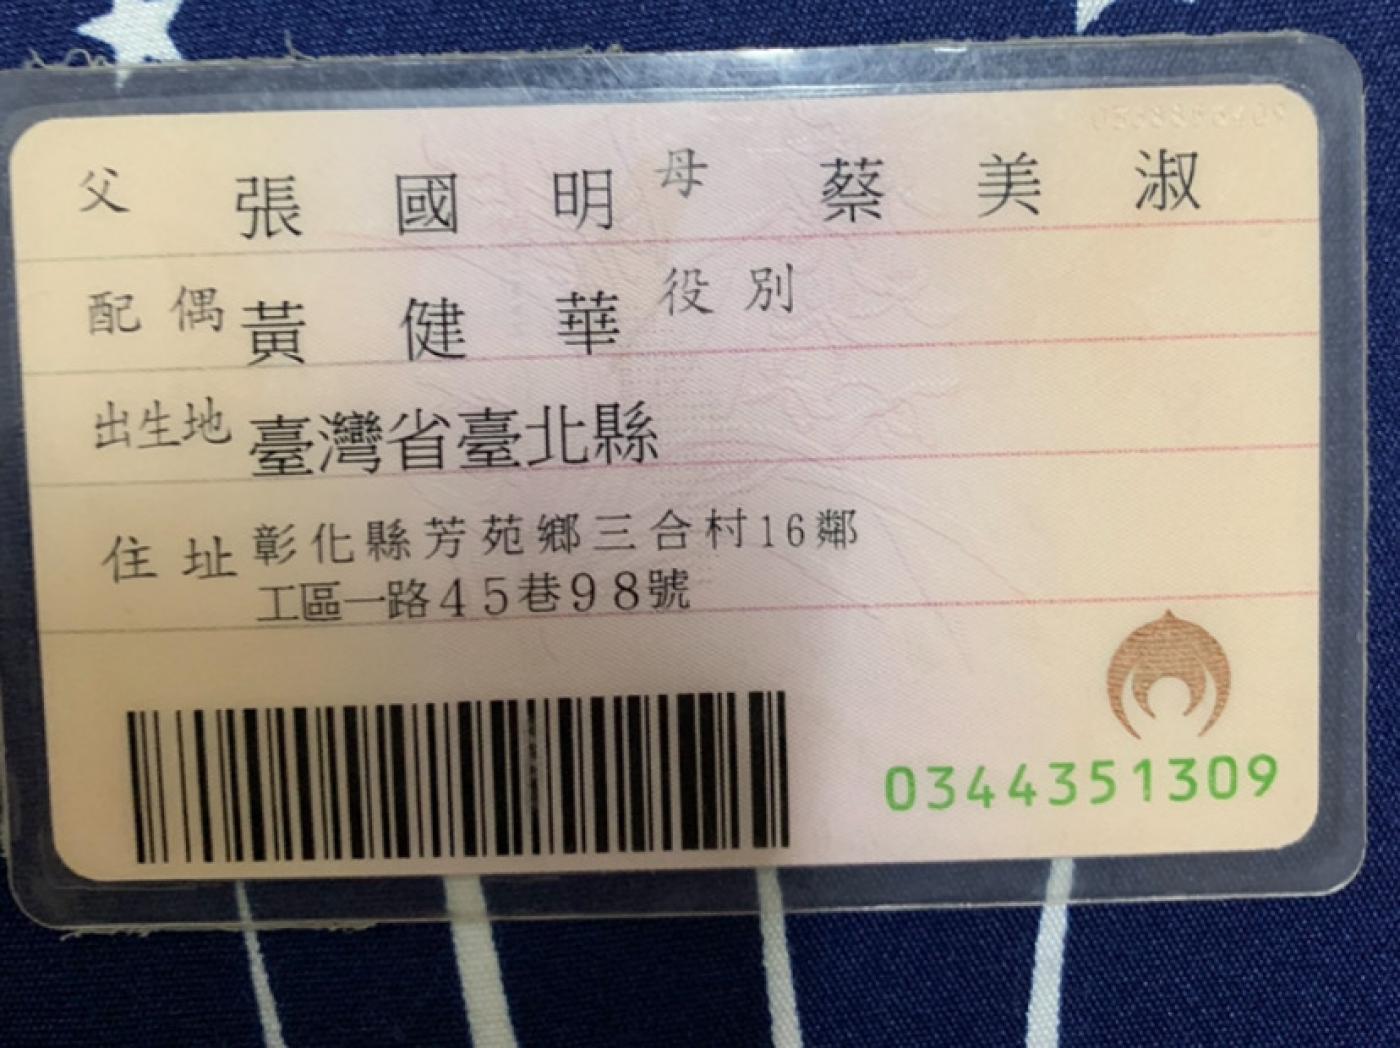 父 張國明 母 蔡美淑
配偶 黃健華 役別
出生地 臺灣省臺北縣
住址 彰化縣芳苑鄉三合村16鄰
工區一路45巷98號
0344351309